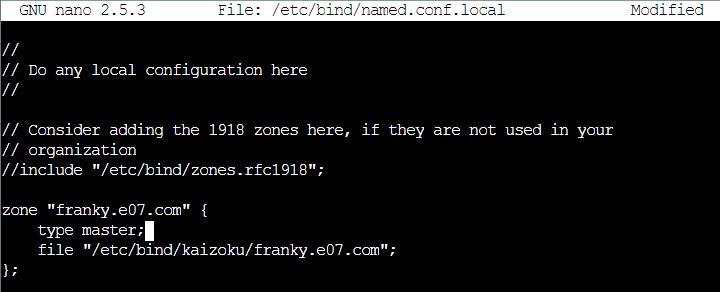 GNU nano 2.5.3 File: /etc/bind/named.conf.local Modified
//
// Do any local configuration here
//
// Consider adding the 1918 zones here, if they are not used in your
// organization
//include "/etc/bind/zones.rfc1918";
zone "franky.e07.com" {
    type master;
    file "/etc/bind/kaizoku/franky.e07.com";
};